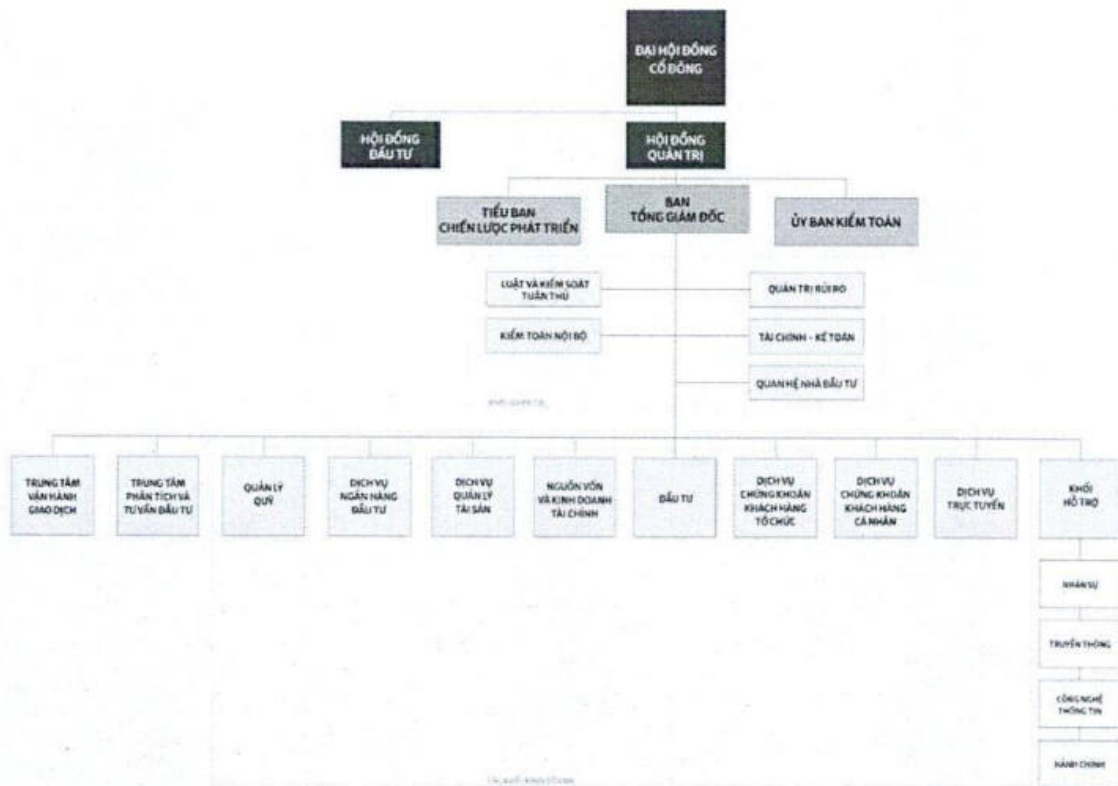 ĐẠI HỘI ĐỒNG
CỔ ĐÔNG
HỘI ĐỒNG
ĐẦU TƯ
HỘI ĐỒNG
QUẢN TRỊ
TIỂU BAN
CHIẾN LƯỢC PHÁT TRIỂN
BAN
TỔNG GIÁM ĐỐC
ỦY BAN KIỂM TOÁN
LUẬT VÀ KIỂM SOÁT
TUÂN THỦ
QUẢN TRỊ RỦI RO
KIỂM TOÁN NỘI BỘ
TÀI CHÍNH - KẾ TOÁN
QUAN HỆ NHÀ ĐẦU TƯ
TRUNG TÂM
VẬN HÀNH
GIAO DỊCH
TRUNG TÂM
PHÂN TÍCH VÀ
TƯ VẤN ĐẦU TƯ
QUẢN LÝ
QUỸ
DỊCH VỤ
NGÂN HÀNG
ĐẦU TƯ
DỊCH VỤ
QUẢN LÝ
TÀI SẢN
NGUỒN VỐN
VÀ KINH DOANH
TÀI CHÍNH
ĐẦU TƯ
DỊCH VỤ
CHỨNG KHOÁN
KHÁCH HÀNG
TỔ CHỨC
DỊCH VỤ
CHỨNG KHOÁN
KHÁCH HÀNG
CÁ NHÂN
DỊCH VỤ
TRỰC TUYẾN
KHỐI
HỖ TRỢ
NHÂN SỰ
TRUYỀN THÔNG
CÔNG NGHỆ
THÔNG TIN
HÀNH CHÍNH